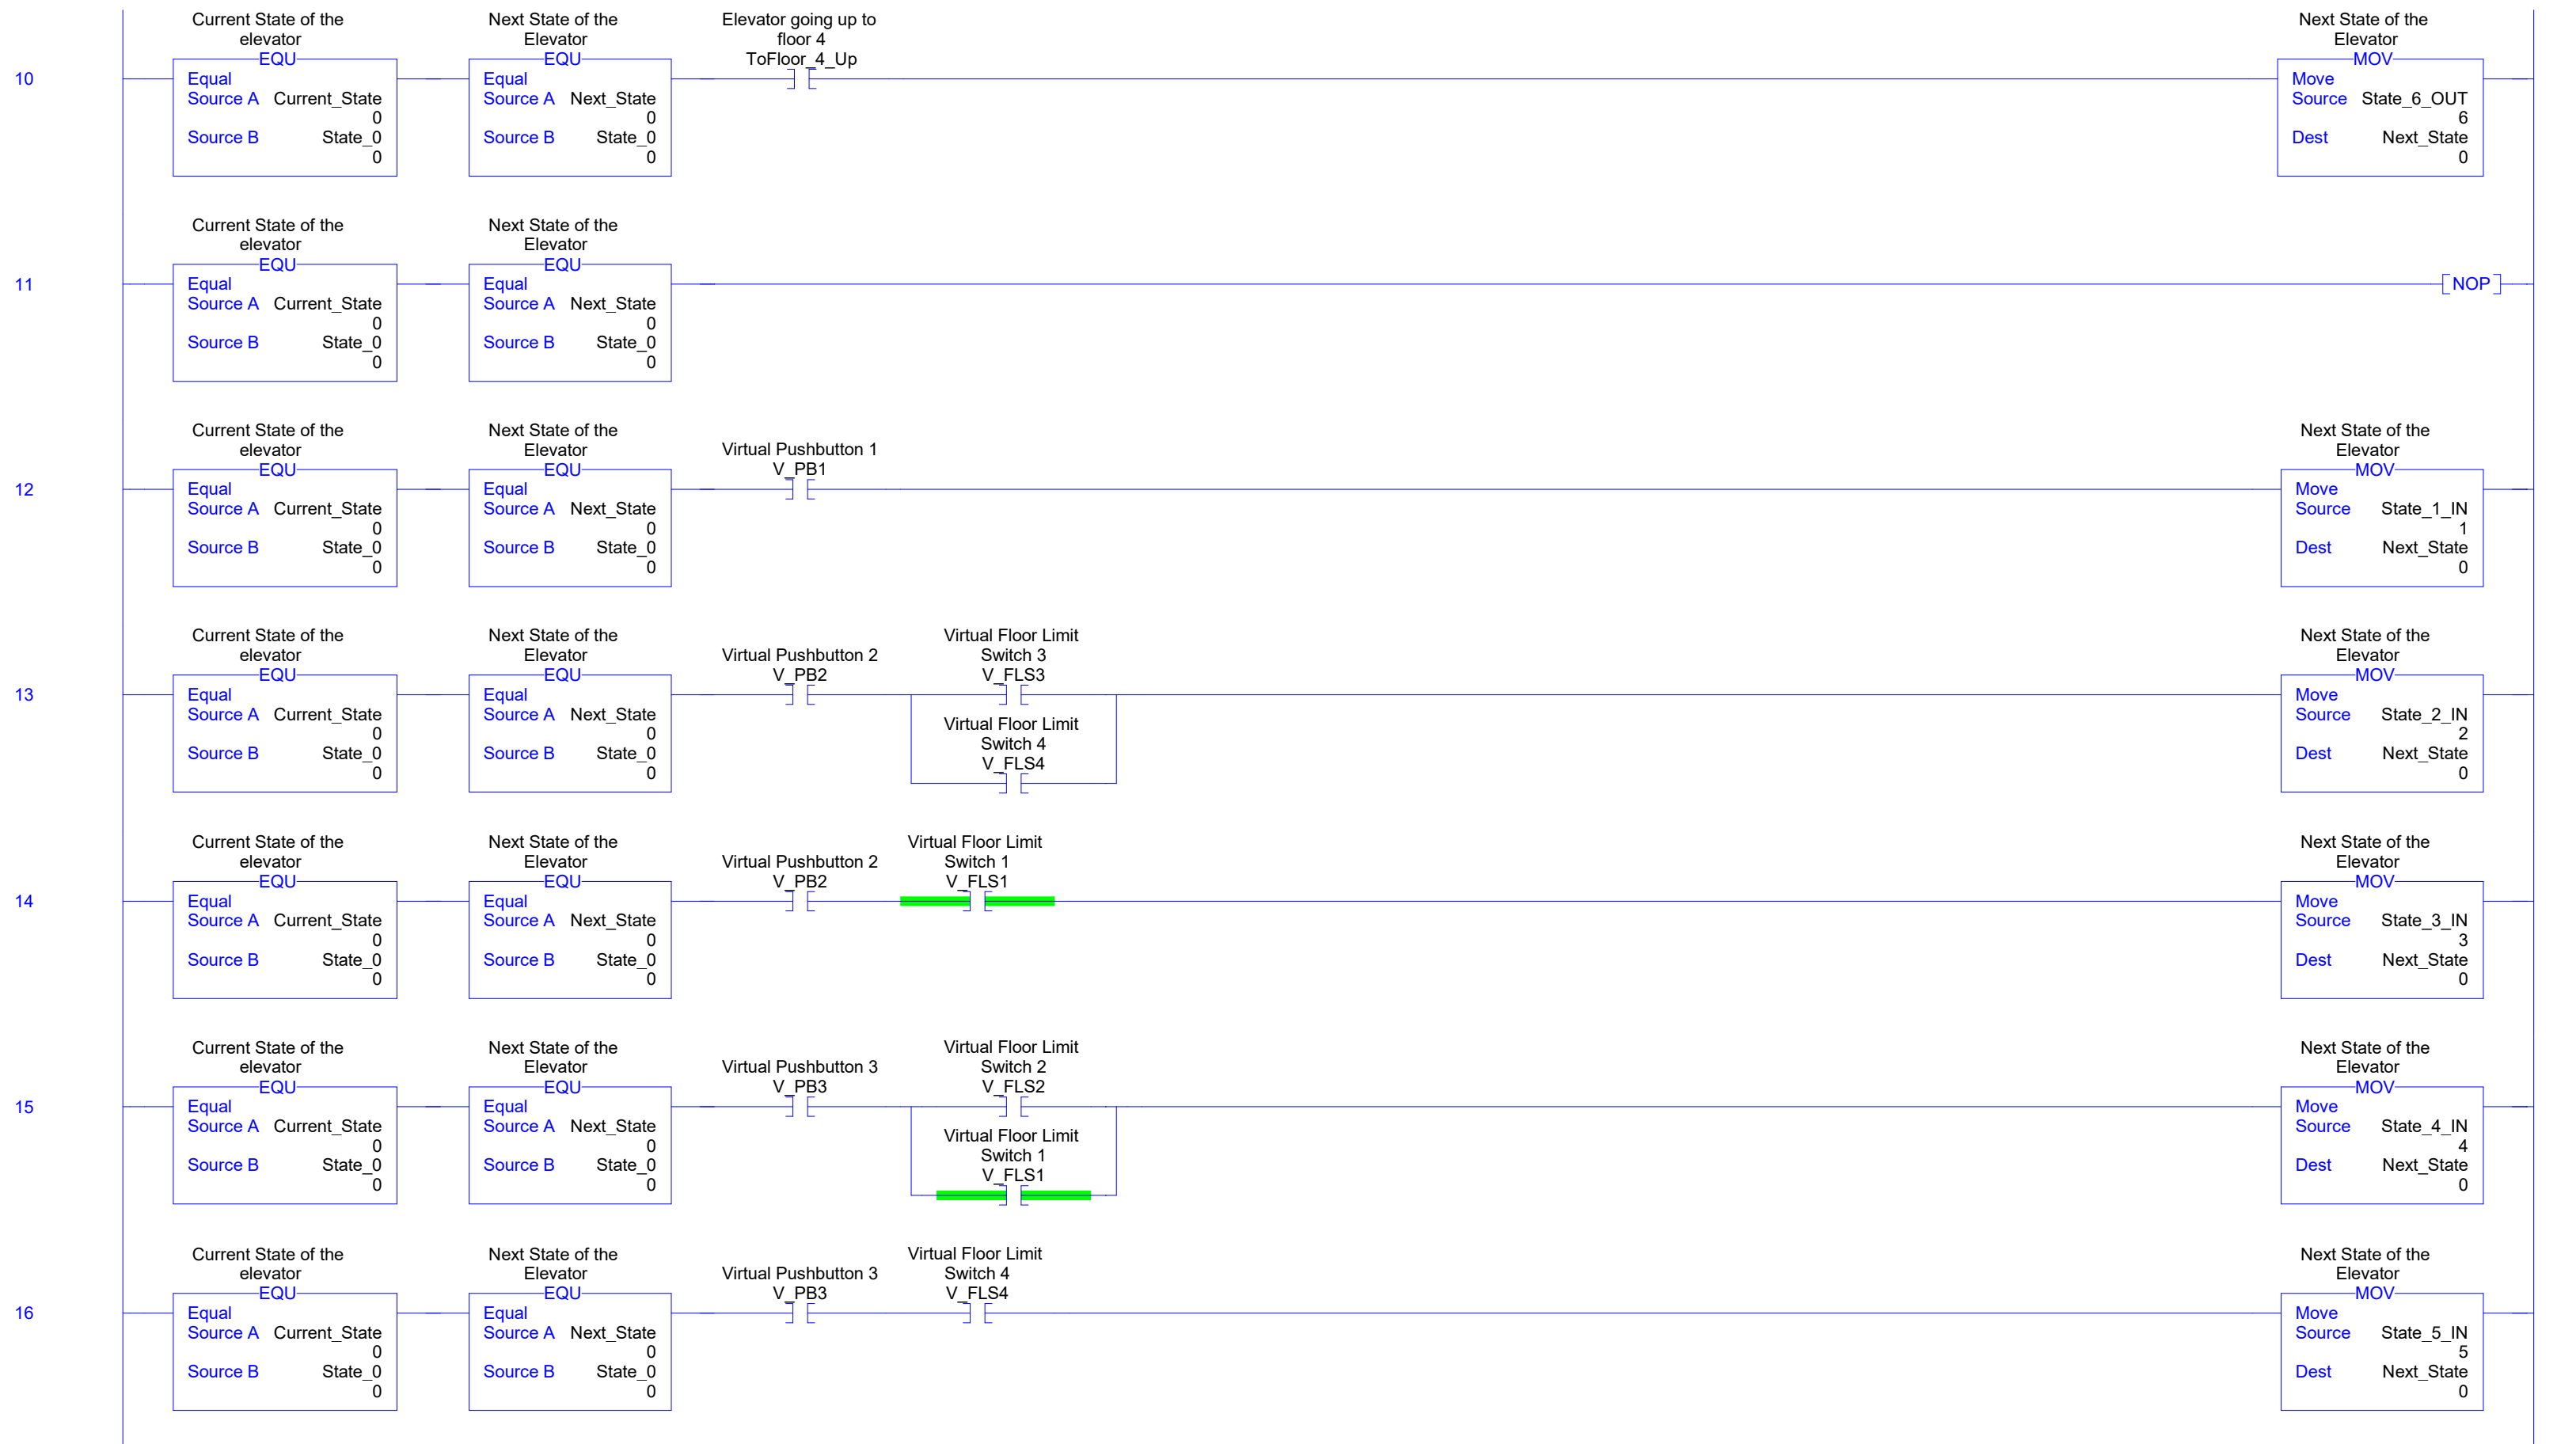 Current State of the
elevator
EQU
Equal
Source A Current_State
0
Source B State_0
0
Next State of the
Elevator
EQU
Equal
Source A Next_State
0
Source B State_0
0
Elevator going up to
floor 4
ToFloor_4_Up
Next State of the
Elevator
MOV
Move
Source State_6_OUT
6
Dest Next_State
0
10
Current State of the
elevator
EQU
Equal
Source A Current_State
0
Source B State_0
0
Next State of the
Elevator
EQU
Equal
Source A Next_State
0
Source B State_0
0
NOP
11
Current State of the
elevator
EQU
Equal
Source A Current_State
0
Source B State_0
0
Next State of the
Elevator
EQU
Equal
Source A Next_State
0
Source B State_0
0
Virtual Pushbutton 1
V_PB1
Next State of the
Elevator
MOV
Move
Source State_1_IN
1
Dest Next_State
0
12
Current State of the
elevator
EQU
Equal
Source A Current_State
0
Source B State_0
0
Next State of the
Elevator
EQU
Equal
Source A Next_State
0
Source B State_0
0
Virtual Pushbutton 2
V_PB2
Virtual Floor Limit
Switch 3
V_FLS3
Virtual Floor Limit
Switch 4
V_FLS4
Next State of the
Elevator
MOV
Move
Source State_2_IN
2
Dest Next_State
0
13
Current State of the
elevator
EQU
Equal
Source A Current_State
0
Source B State_0
0
Next State of the
Elevator
EQU
Equal
Source A Next_State
0
Source B State_0
0
Virtual Pushbutton 2
V_PB2
Virtual Floor Limit
Switch 1
V_FLS1
Next State of the
Elevator
MOV
Move
Source State_3_IN
3
Dest Next_State
0
14
Current State of the
elevator
EQU
Equal
Source A Current_State
0
Source B State_0
0
Next State of the
Elevator
EQU
Equal
Source A Next_State
0
Source B State_0
0
Virtual Pushbutton 3
V_PB3
Virtual Floor Limit
Switch 2
V_FLS2
Virtual Floor Limit
Switch 1
V_FLS1
Next State of the
Elevator
MOV
Move
Source State_4_IN
4
Dest Next_State
0
15
Current State of the
elevator
EQU
Equal
Source A Current_State
0
Source B State_0
0
Next State of the
Elevator
EQU
Equal
Source A Next_State
0
Source B State_0
0
Virtual Pushbutton 3
V_PB3
Virtual Floor Limit
Switch 4
V_FLS4
Next State of the
Elevator
MOV
Move
Source State_5_IN
5
Dest Next_State
0
16